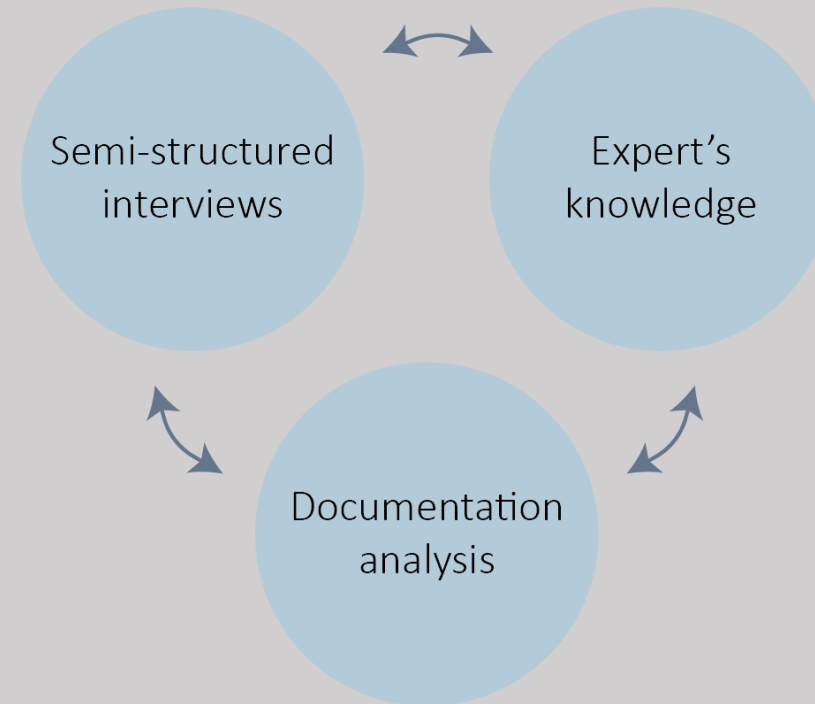 Semi-structured
interviews
Expert’s
knowledge
Documentation
analysis